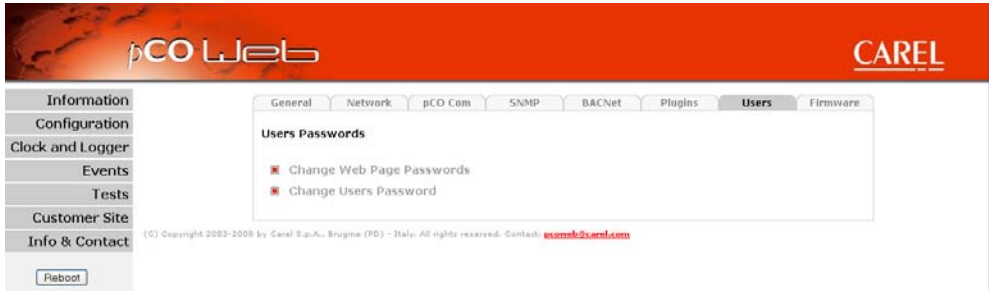 pCO Web
CAREL
Information
Configuration
Clock and Logger
Events
Tests
Customer Site
Info & Contact
Reboot
General Network pCO Com SNMP BACNet Plugins Users Firmware
Users Passwords
Change Web Page Passwords
Change Users Password
(C) Copyright 2003-2008 by Carel S.p.A., Brugine (PD) - Italy. All rights reserved. Contact: pcoweb@carel.com